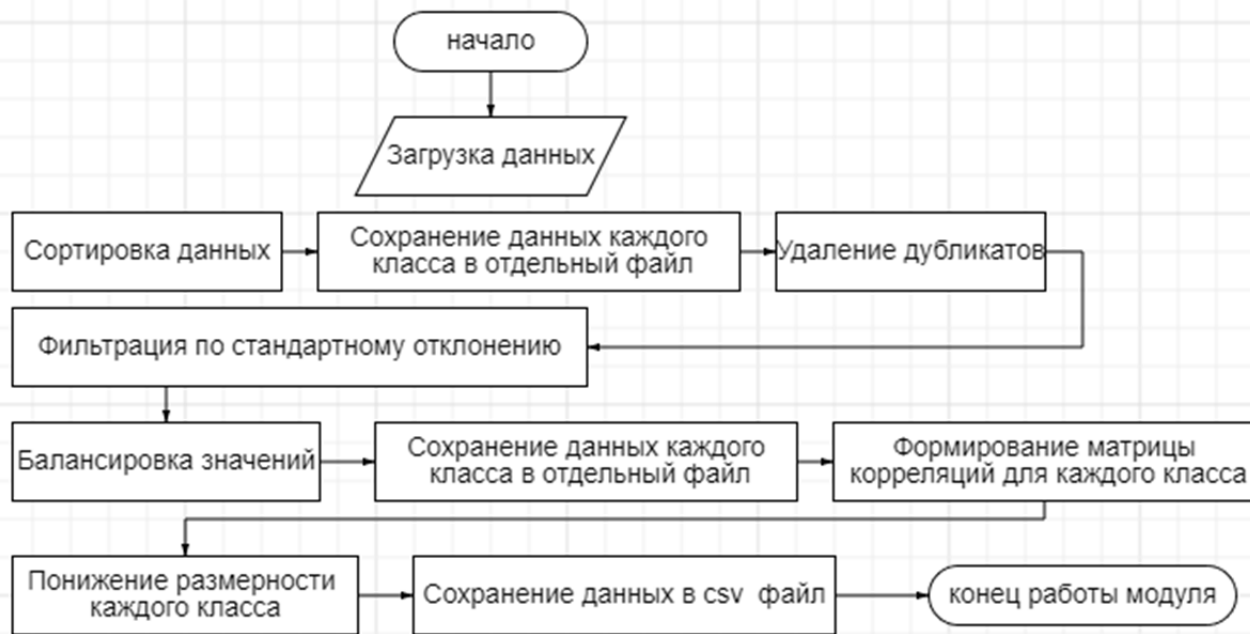 начало
Загрузка данных
Сортировка данных
Сохранение данных каждого
класса в отдельный файл
Удаление дубликатов
Фильтрация по стандартному отклонению
Балансировка значений
Сохранение данных каждого
класса в отдельный файл
Формирование матрицы
корреляций для каждого класса
Понижение размерности
каждого класса
Сохранение данных в csv файл
конец работы модуля